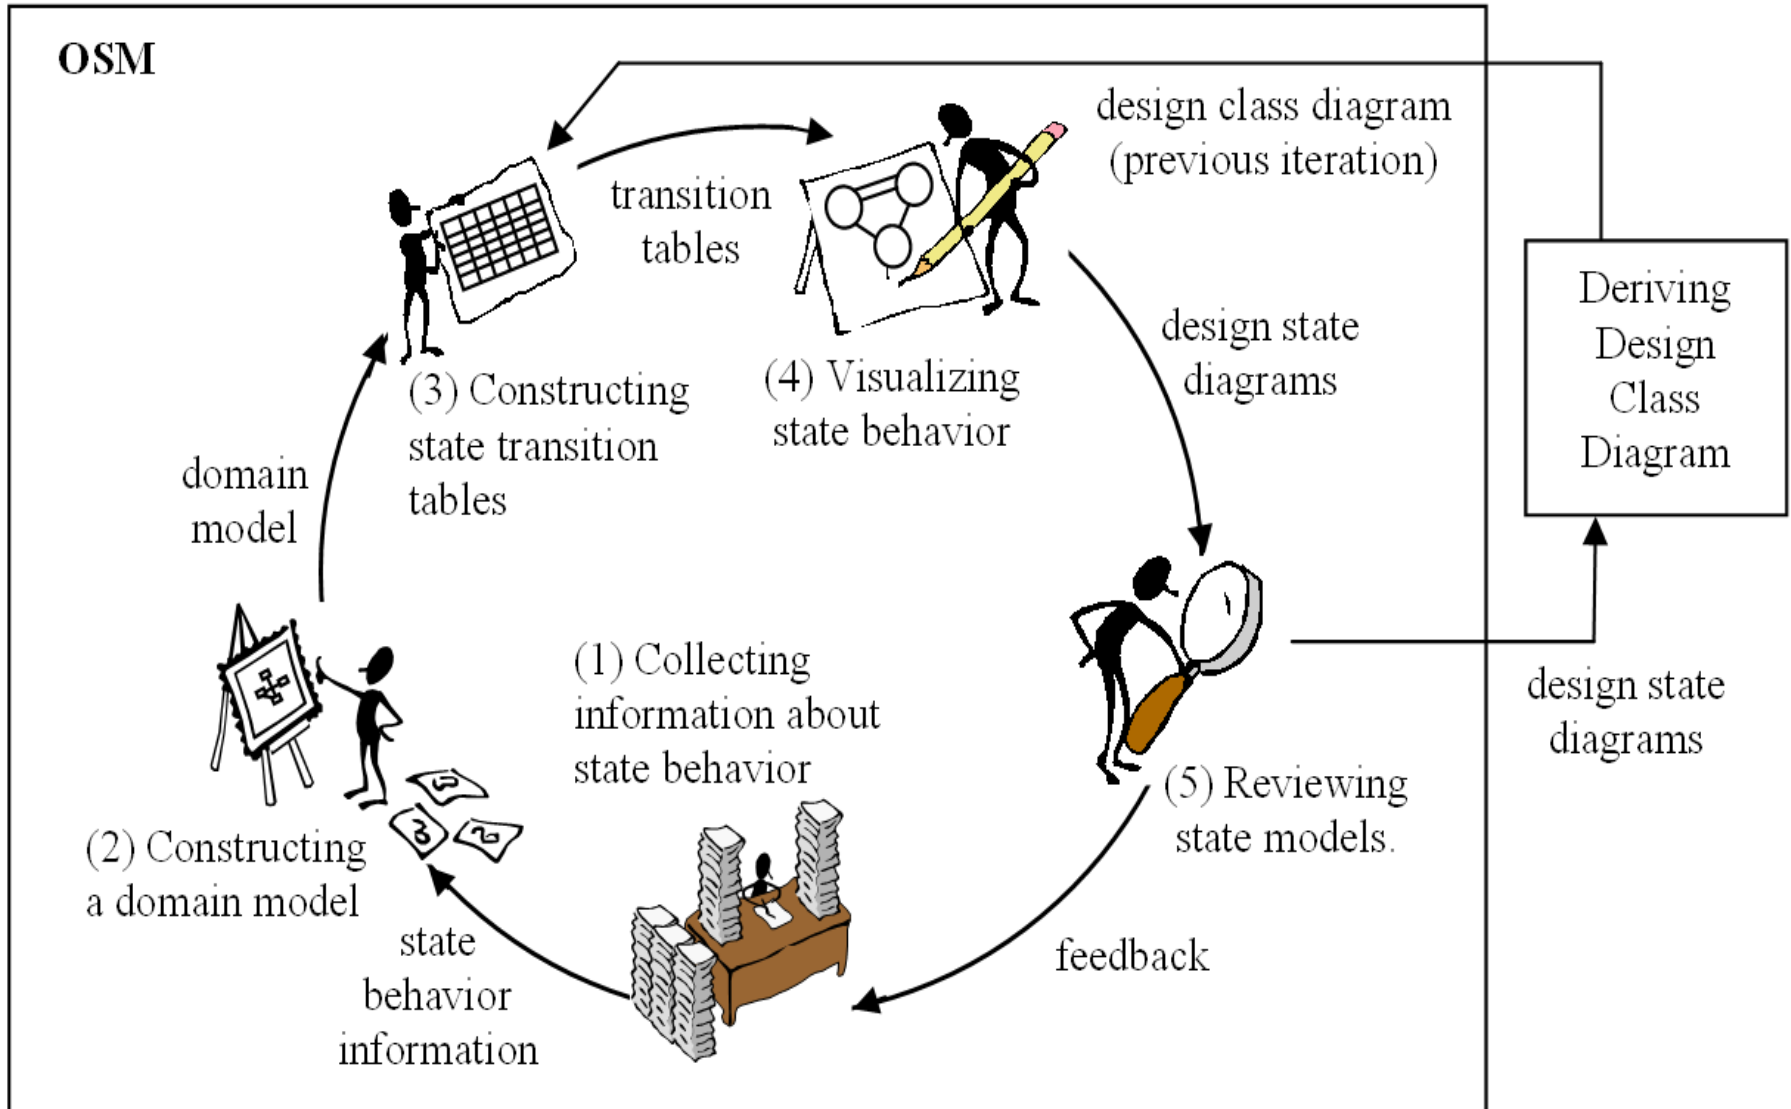 OSM
design class diagram
(previous iteration)
transition
tables
Deriving
Design
Class
Diagram
design state
diagrams
(3) Constructing
state transition
tables
(4) Visualizing
state behavior
domain
model
(1) Collecting
information about
state behavior
design state
diagrams
(5) Reviewing
state models.
(2) Constructing
a domain model
state
behavior
information
feedback